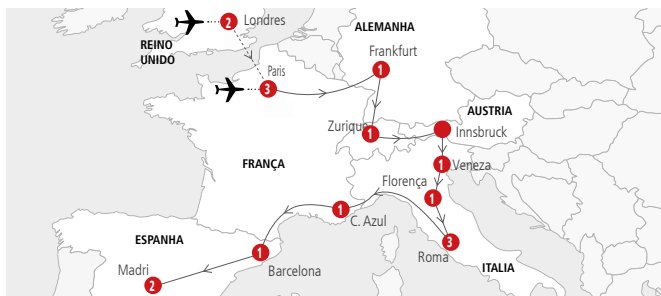 2
Londres
REINO
UNIDO
ALEMANHA
Frankfurt
1
Paris
3
AUSTRIA
Zurique
1
Innsbruck
1
Veneza
FRANÇA
Florença
1
1
C. Azul
3
Roma
ITALIA
ESPANHA
1
Barcelona
Madri
2